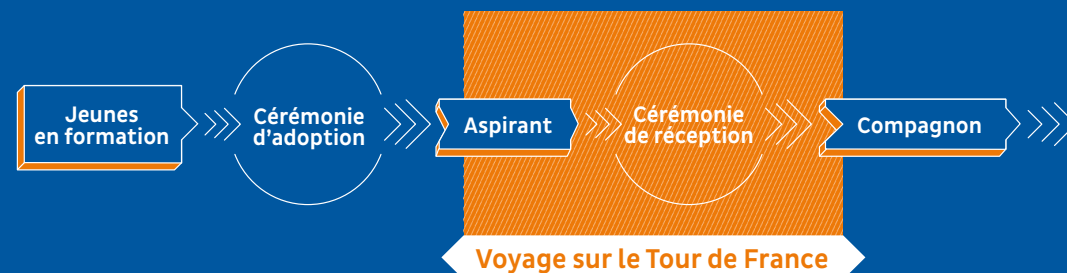 Jeunes
en formation
Cérémonie
d'adoption
Aspirant
Cérémonie
de réception
Compagnon
Voyage sur le Tour de France